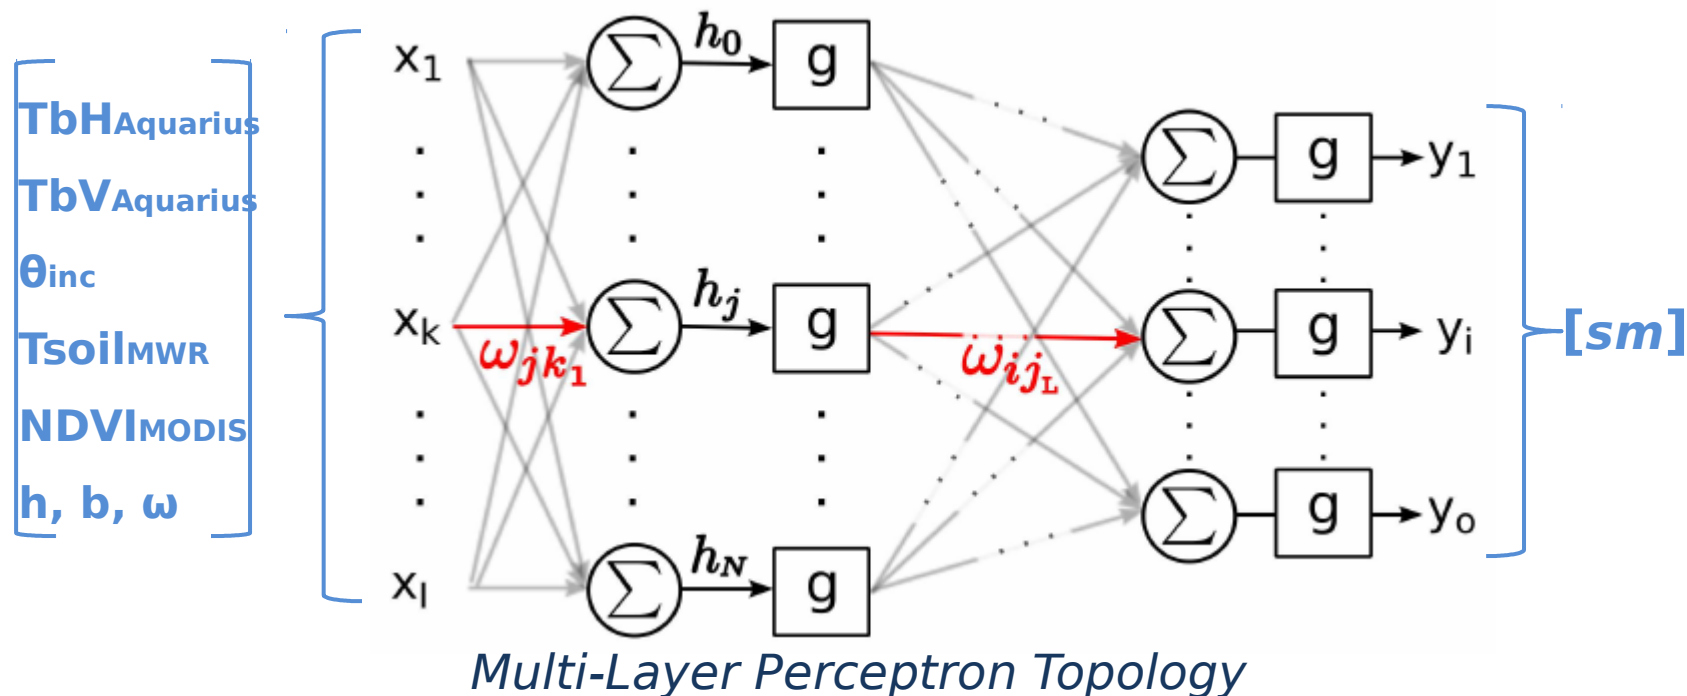 TbHAquarius
TbVAquarius
θinc
TsoilMWR
NDVIMODIS
h, b, ω
x1
xk
xI
Σ
h0
g
Σ
hj
g
Σ
hN
g
ωjk1
ωijL
Σ
g
y1
Σ
g
yi
Σ
g
yo
[sm]
Multi-Layer Perceptron Topology